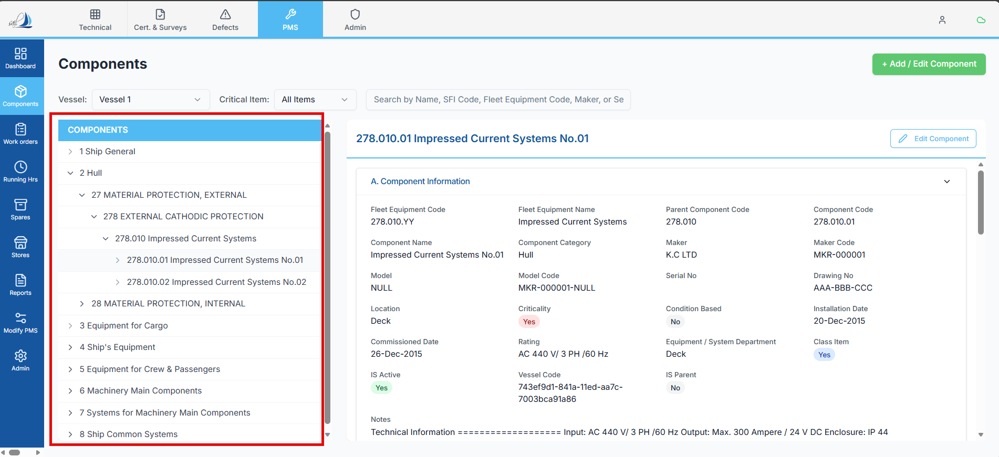 sail
Technical
Cert. & Surveys
Defects
PMS
Admin
Dashboard
Components
Work orders
Running Hrs
Spares
Stores
Reports
Modify PMS
Admin
Components
+ Add / Edit Component
Vessel:
Vessel 1
Critical Item:
All Items
Search by Name, SFI Code, Fleet Equipment Code, Maker, or Se
COMPONENTS
1 Ship General
2 Hull
27 MATERIAL PROTECTION, EXTERNAL
278 EXTERNAL CATHODIC PROTECTION
278.010 Impressed Current Systems
278.010.01 Impressed Current Systems No.01
278.010.02 Impressed Current Systems No.02
28 MATERIAL PROTECTION, INTERNAL
3 Equipment for Cargo
4 Ship's Equipment
5 Equipment for Crew & Passengers
6 Machinery Main Components
7 Systems for Machinery Main Components
8 Ship Common Systems
278.010.01 Impressed Current Systems No.01
Edit Component
A. Component Information
Fleet Equipment Code
278.010.YY
Fleet Equipment Name
Impressed Current Systems
Parent Component Code
278.010
Component Code
278.010.01
Component Name
Impressed Current Systems No.01
Component Category
Hull
Maker
K.C LTD
Maker Code
MKR-000001
Model
NULL
Model Code
MKR-000001-NULL
Serial No
Drawing No
AAA-BBB-CCC
Location
Deck
Criticality
Yes
Condition Based
No
Installation Date
20-Dec-2015
Commissioned Date
26-Dec-2015
Rating
AC 440 V/ 3 PH /60 Hz
Equipment / System Department
Deck
Class Item
Yes
IS Active
Yes
Vessel Code
743ef9d1-841a-11ed-aa7c-
7003bca91a86
IS Parent
No
Notes
Technical Information =================== Input: AC 440 V/ 3 PH /60 Hz Output: Max. 300 Ampere / 24 V DC Enclosure: IP 44